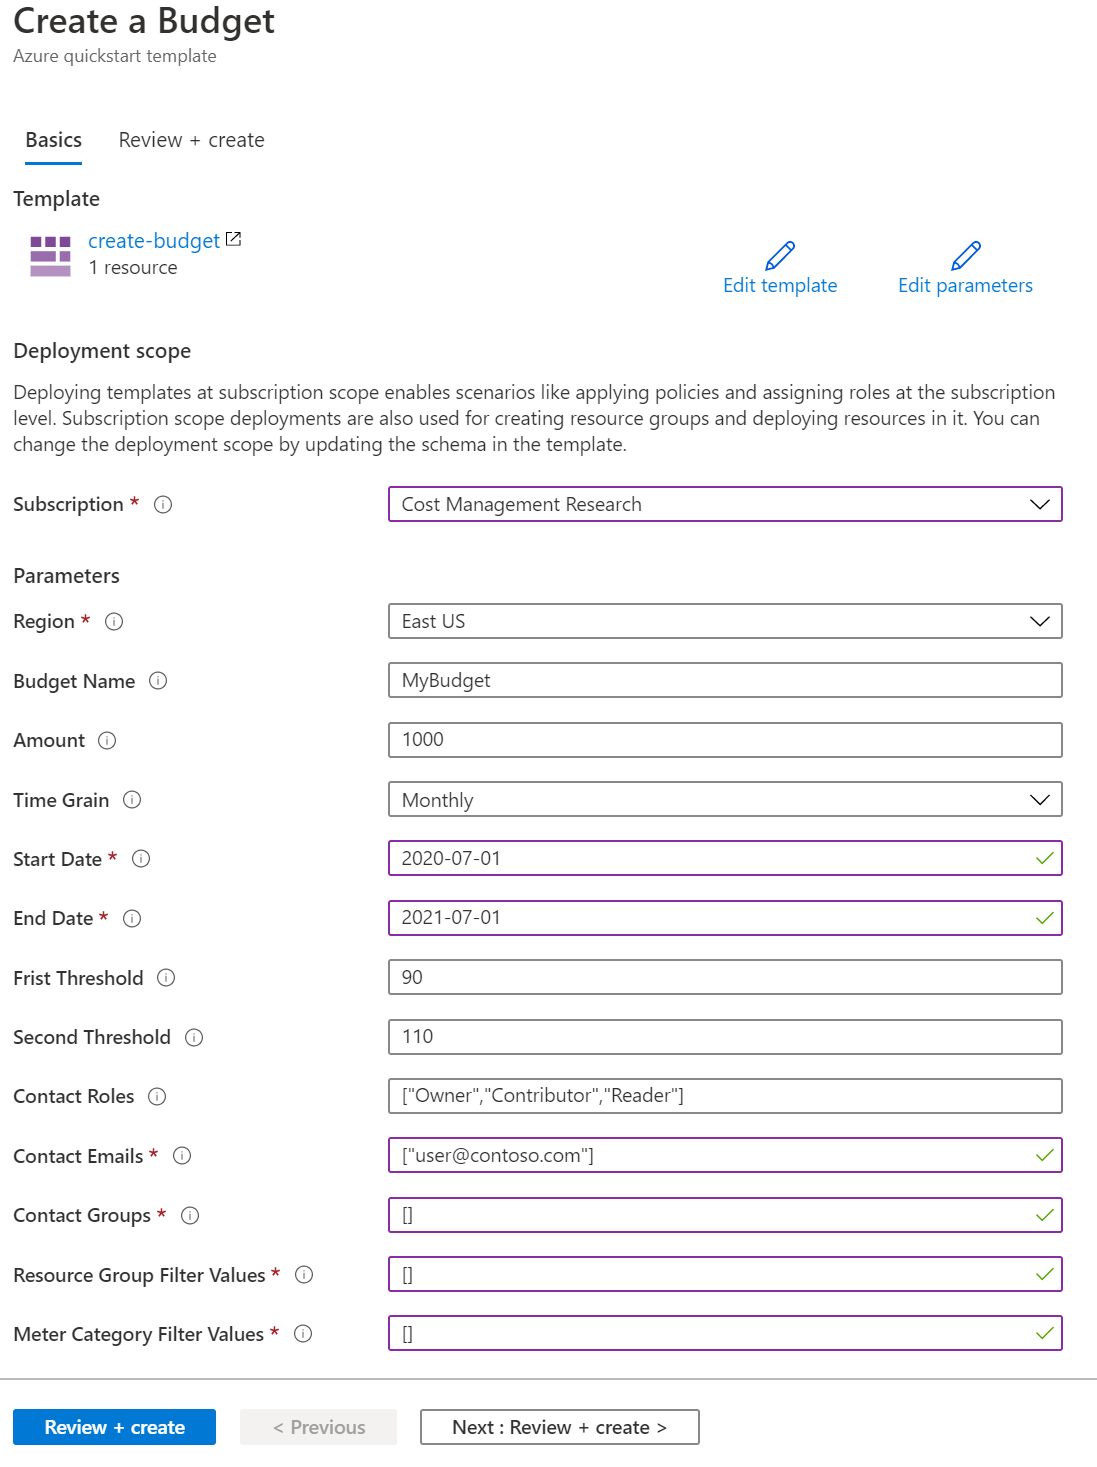 Create a Budget
Azure quickstart template
Basics Review + create
Template
create-budget
1 resource
Edit template Edit parameters
Deployment scope
Deploying templates at subscription scope enables scenarios like applying policies and assigning roles at the subscription
level. Subscription scope deployments are also used for creating resource groups and deploying resources in it. You can
change the deployment scope by updating the schema in the template.
Subscription * Cost Management Research
Parameters
Region * East US
Budget Name MyBudget
Amount 1000
Time Grain Monthly
Start Date * 2020-07-01
End Date * 2021-07-01
Frist Threshold 90
Second Threshold 110
Contact Roles ["Owner","Contributor","Reader"]
Contact Emails * ["user@contoso.com"]
Contact Groups * []
Resource Group Filter Values * []
Meter Category Filter Values * []
Review + create < Previous Next : Review + create >